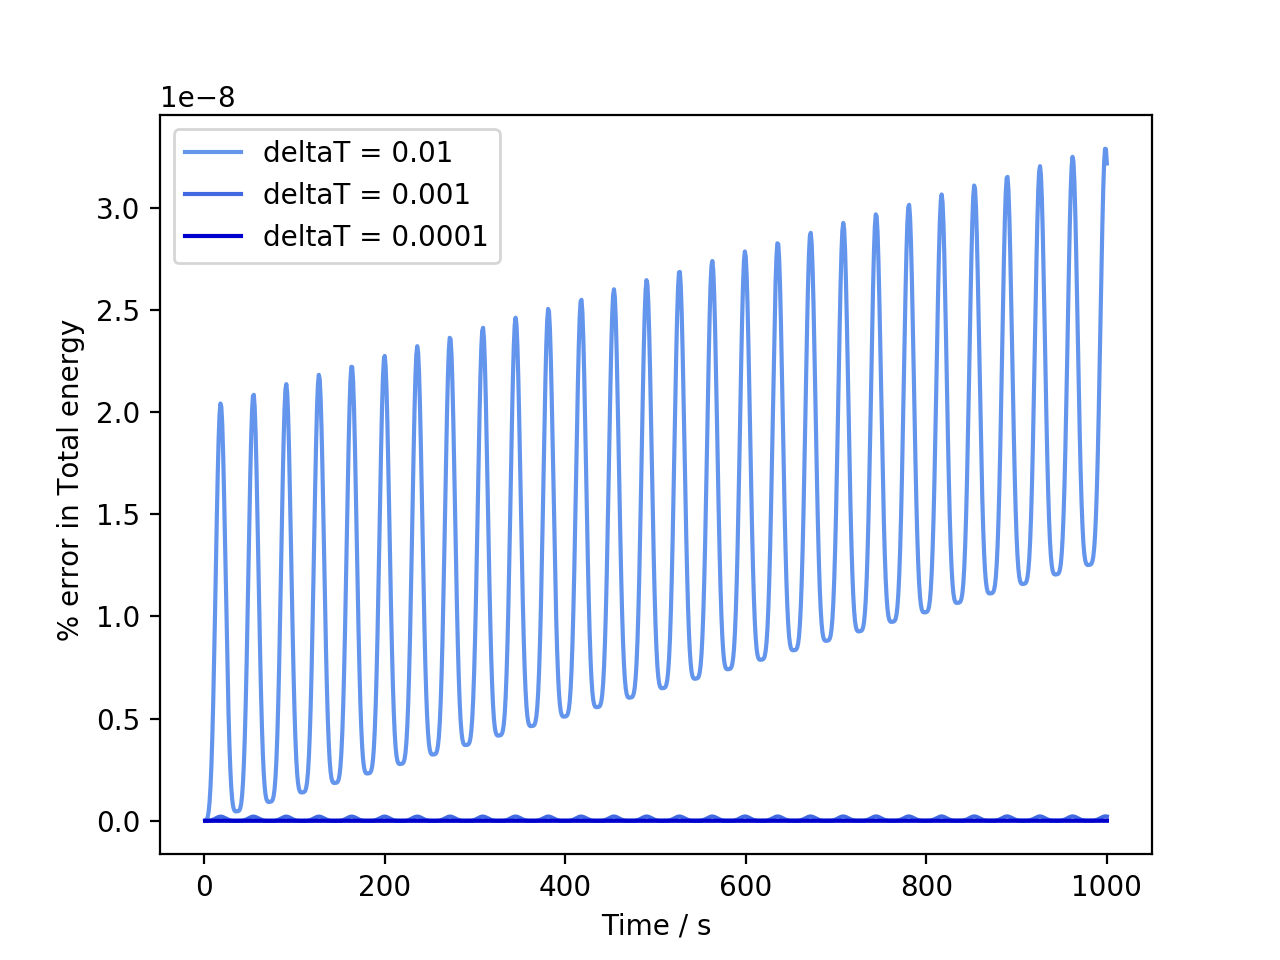 1e−8
deltaT = 0.01
deltaT = 0.001
deltaT = 0.0001
3.0
2.5
2.0
1.5
1.0
0.5
0.0
% error in Total energy
0 200 400 600 800 1000
Time / s